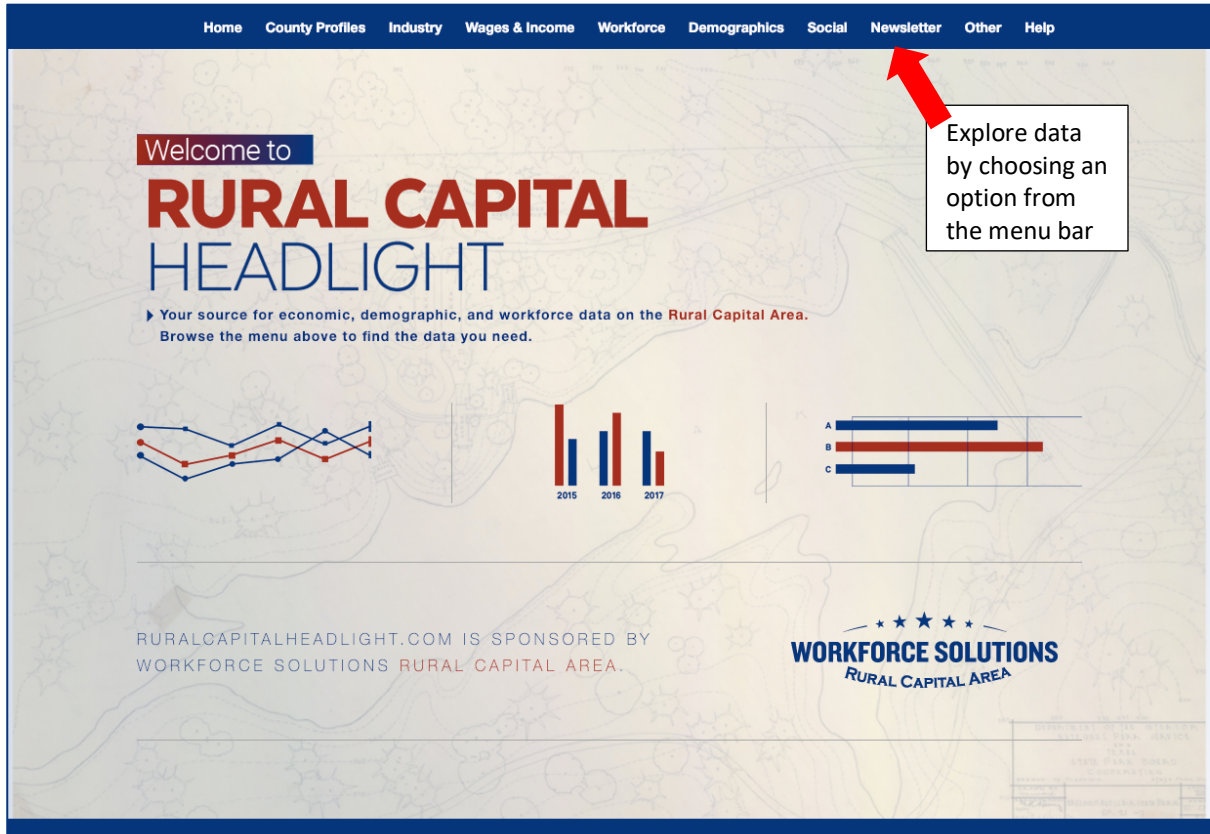 Home County Profiles Industry Wages & Income Workforce Demographics Social Newsletter Other Help
Explore data
by choosing an
option from
the menu bar
Welcome to
RURAL CAPITAL
HEADLIGHT
Your source for economic, demographic, and workforce data on the Rural Capital Area.
Browse the menu above to find the data you need.
2015 2016 2017
A
B
C
RURALCAPITALHEADLIGHT.COM IS SPONSORED BY
WORKFORCE SOLUTIONS RURAL CAPITAL AREA.
WORKFORCE SOLUTIONS
RURAL CAPITAL AREA